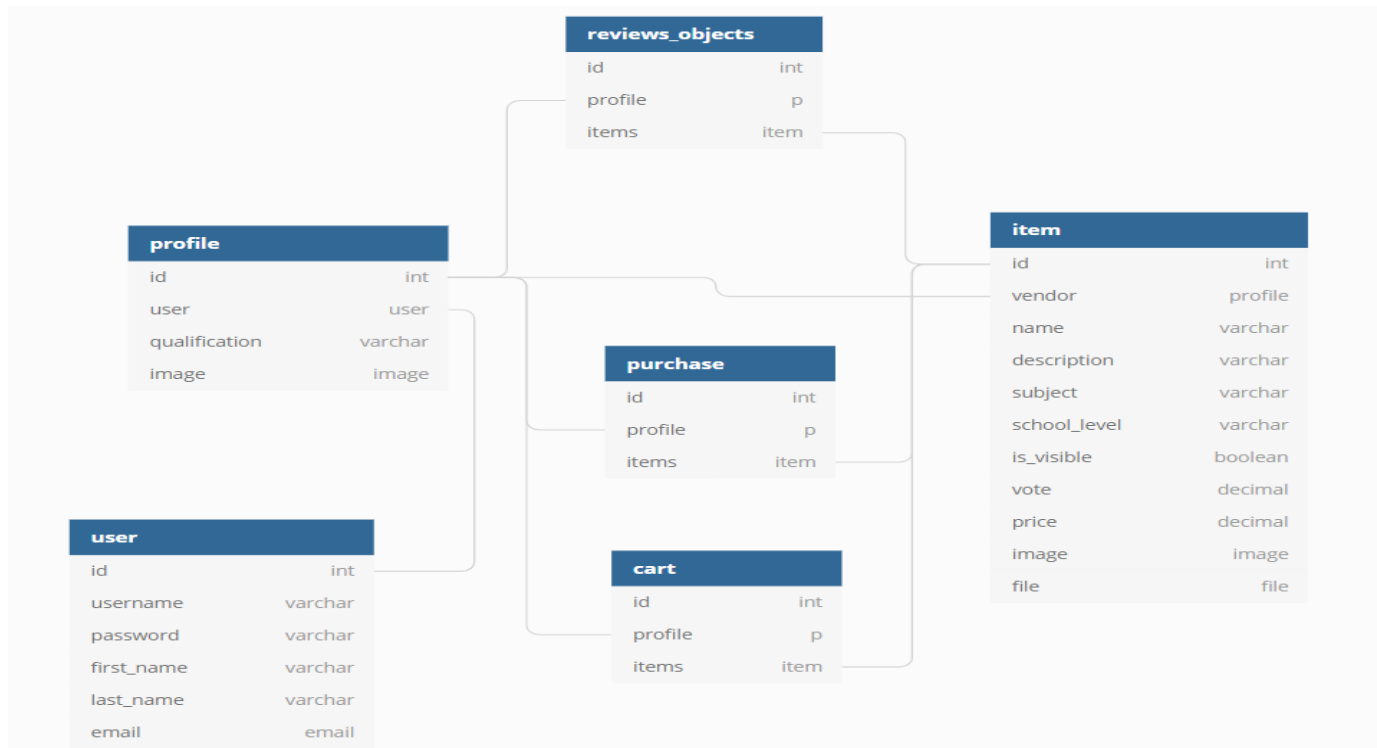 reviews_objects
id int
profile p
items item
profile
id int
user user
qualification varchar
image image
item
id int
vendor profile
name varchar
description varchar
subject varchar
school_level varchar
is_visible boolean
vote decimal
price decimal
image image
file file
purchase
id int
profile p
items item
user
id int
username varchar
password varchar
first_name varchar
last_name varchar
email email
cart
id int
profile p
items item